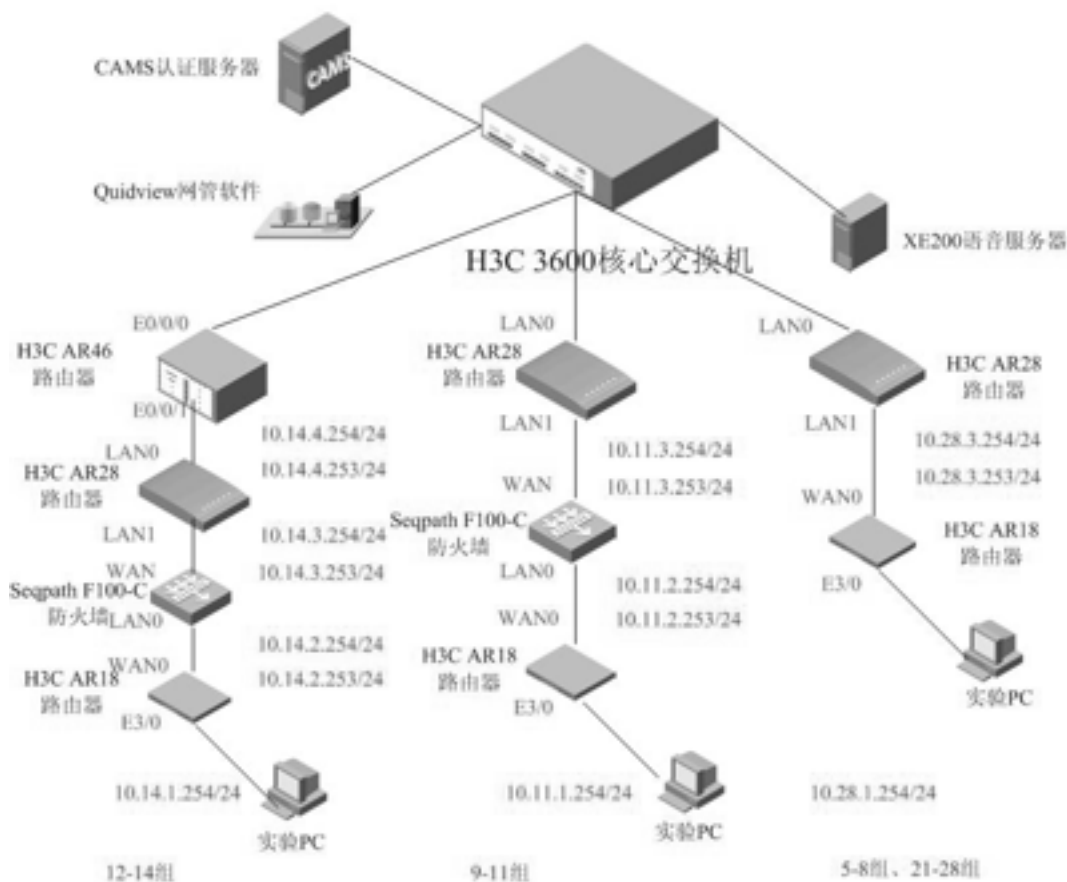 CAMS认证服务器
CAMS
Quidview网管软件
XE200语音服务器
H3C 3600核心交换机
E0/0/0
H3C AR46
路由器
E0/0/1
10.14.4.254/24
LAN0
10.14.4.253/24
H3C AR28
路由器
LAN1
10.14.3.254/24
WAN
10.14.3.253/24
Seqpath F100-C
防火墙
LAN0
10.14.2.254/24
WAN0
10.14.2.253/24
H3C AR18
路由器
E3/0
10.14.1.254/24
实验PC
12-14组
LAN0
H3C AR28
路由器
LAN1
10.11.3.254/24
WAN
10.11.3.253/24
Seqpath F100-C
防火墙
LAN0
10.11.2.254/24
WAN0
10.11.2.253/24
H3C AR18
路由器
E3/0
10.11.1.254/24
实验PC
9-11组
LAN0
H3C AR28
路由器
LAN1
10.28.3.254/24
10.28.3.253/24
WAN0
H3C AR18
路由器
E3/0
实验PC
10.28.1.254/24
5-8组、21-28组